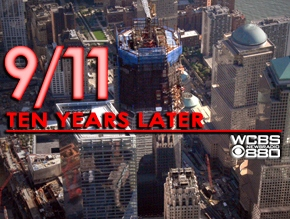 9/11
TEN YEARS LATER
WCBS
NEWSRADIO
880